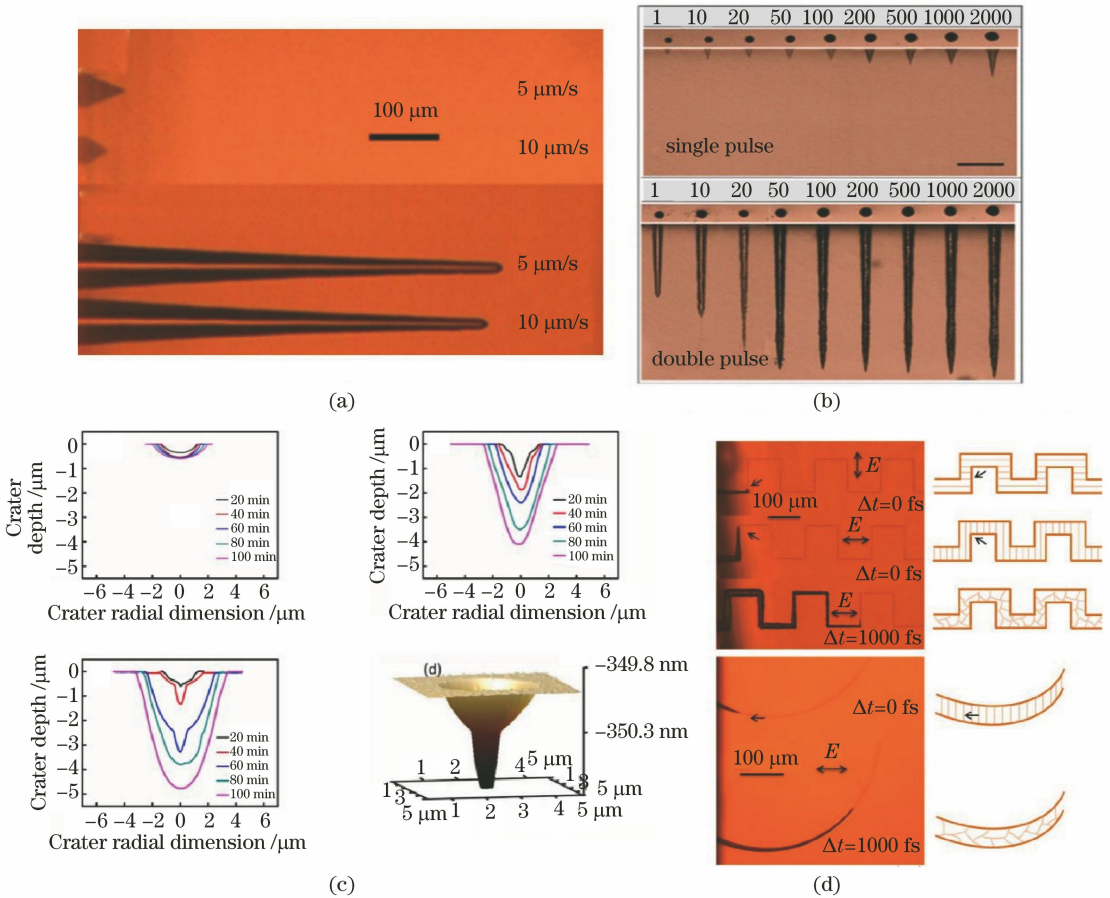 5 μm/s
100 μm
10 μm/s
5 μm/s
10 μm/s
(a)
1 10 20 50 100 200 500 1000 2000
single pulse
1 10 20 50 100 200 500 1000 2000
double pulse
(b)
Crater depth /μm
0
−1
−2
−3
−4
−5
20 min
40 min
60 min
80 min
100 min
−6 −4 −2 0 2 4 6
Crater radial dimension /μm
Crater depth /μm
0
−1
−2
−3
−4
−5
20 min
40 min
60 min
80 min
100 min
−6 −4 −2 0 2 4 6
Crater radial dimension /μm
Crater depth /μm
0
−1
−2
−3
−4
−5
20 min
40 min
60 min
80 min
100 min
−6 −4 −2 0 2 4 6
Crater radial dimension /μm
(d)
−349.8 nm
−350.3 nm
1 2 4 5 μm
1 3 5 μm
5 μm 1 2 3 4 5 μm
(c)
E
100 μm
Δt=0 fs
E
Δt=0 fs
E
Δt=1000 fs
Δt=0 fs
100 μm
E
Δt=1000 fs
(d)